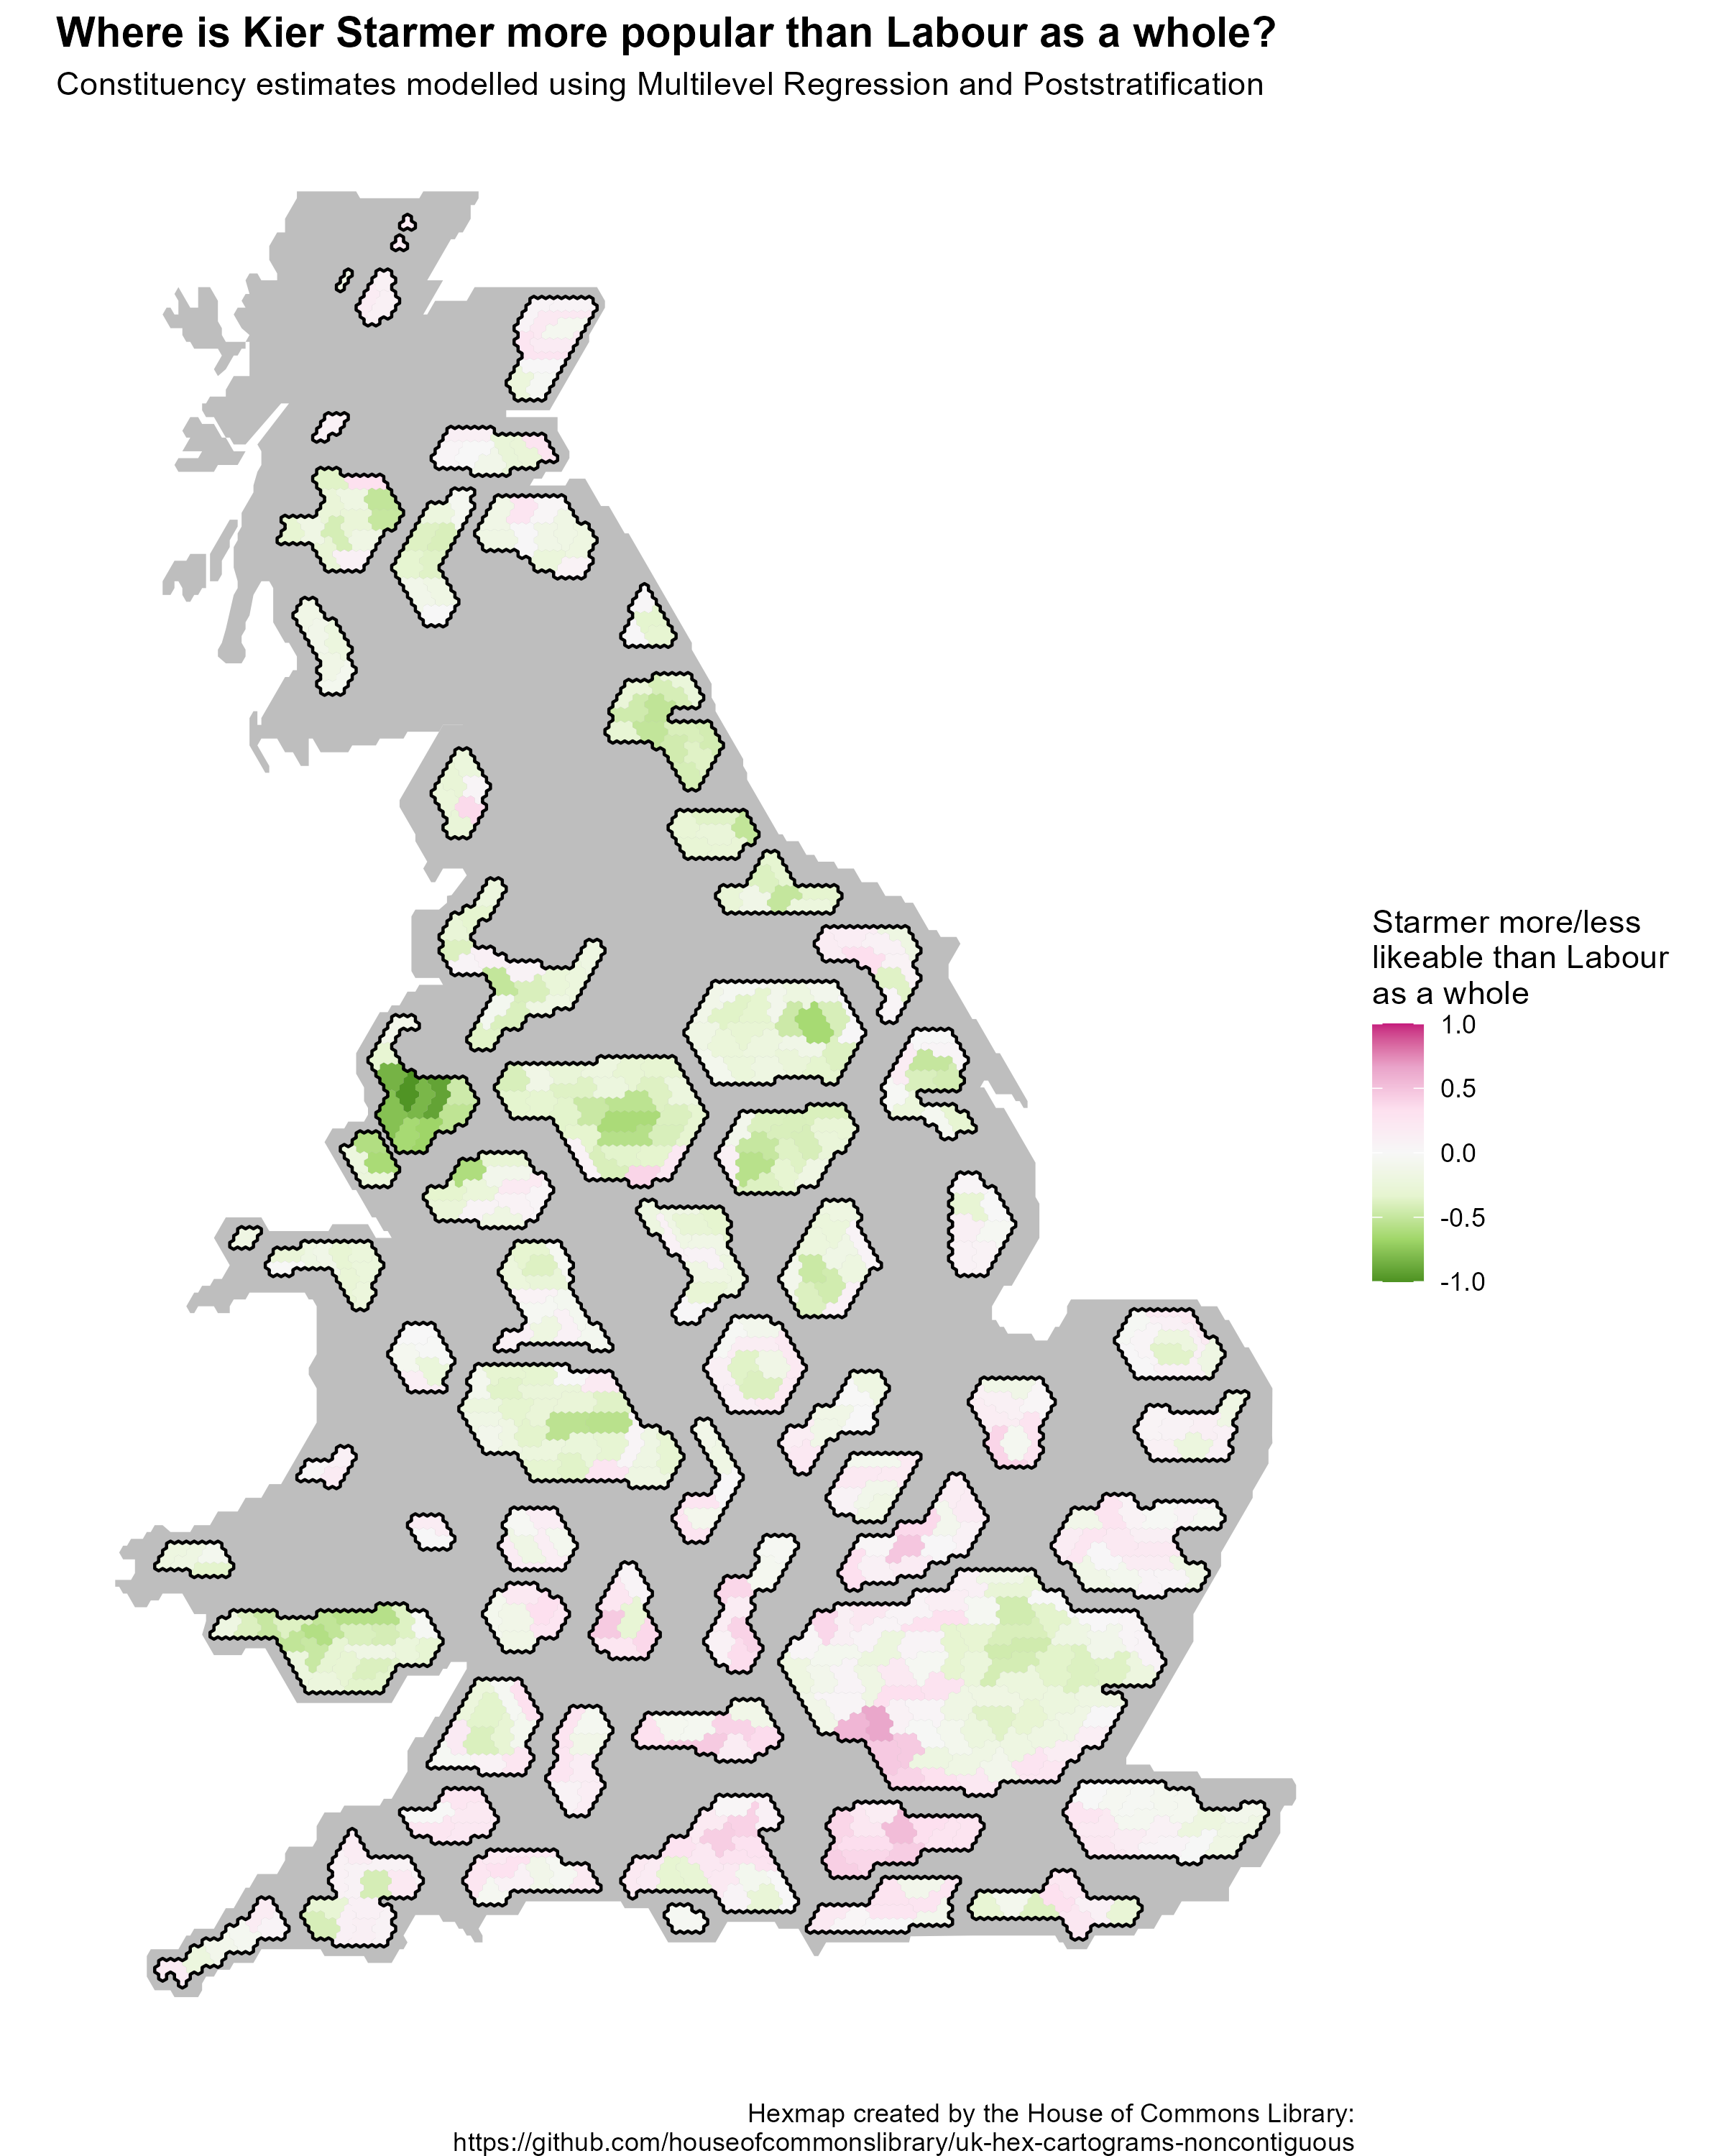 Where is Kier Starmer more popular than Labour as a whole?
Constituency estimates modelled using Multilevel Regression and Poststratification
Starmer more/less
likeable than Labour
as a whole
1.0
0.5
0.0
-0.5
-1.0
Hexmap created by the House of Commons Library:
https://github.com/houseofcommonslibrary/uk-hex-cartograms-noncontiguous